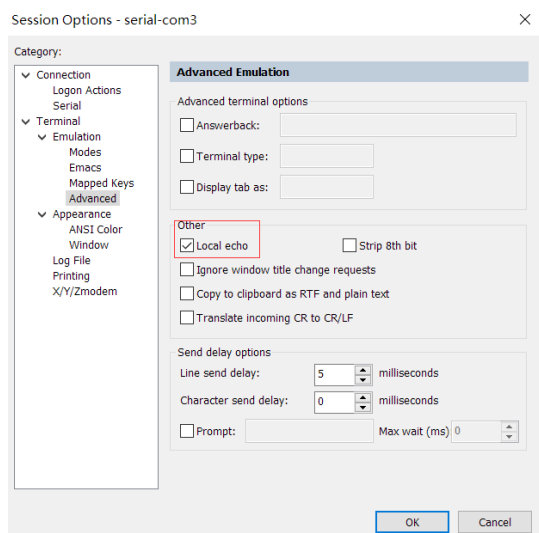 Session Options - serial-com3
Category:
Connection
Logon Actions
Serial
Terminal
Emulation
Modes
Emacs
Mapped Keys
Advanced
Appearance
ANSI Color
Window
Log File
Printing
X/Y/Zmodem
Advanced Emulation
Advanced terminal options
Answerback:
Terminal type:
Display tab as:
Other
Local echo Strip 8th bit
Ignore window title change requests
Copy to clipboard as RTF and plain text
Translate incoming CR to CR/LF
Send delay options
Line send delay: 5 milliseconds
Character send delay: 0 milliseconds
Prompt: Max wait (ms) 0
OK Cancel